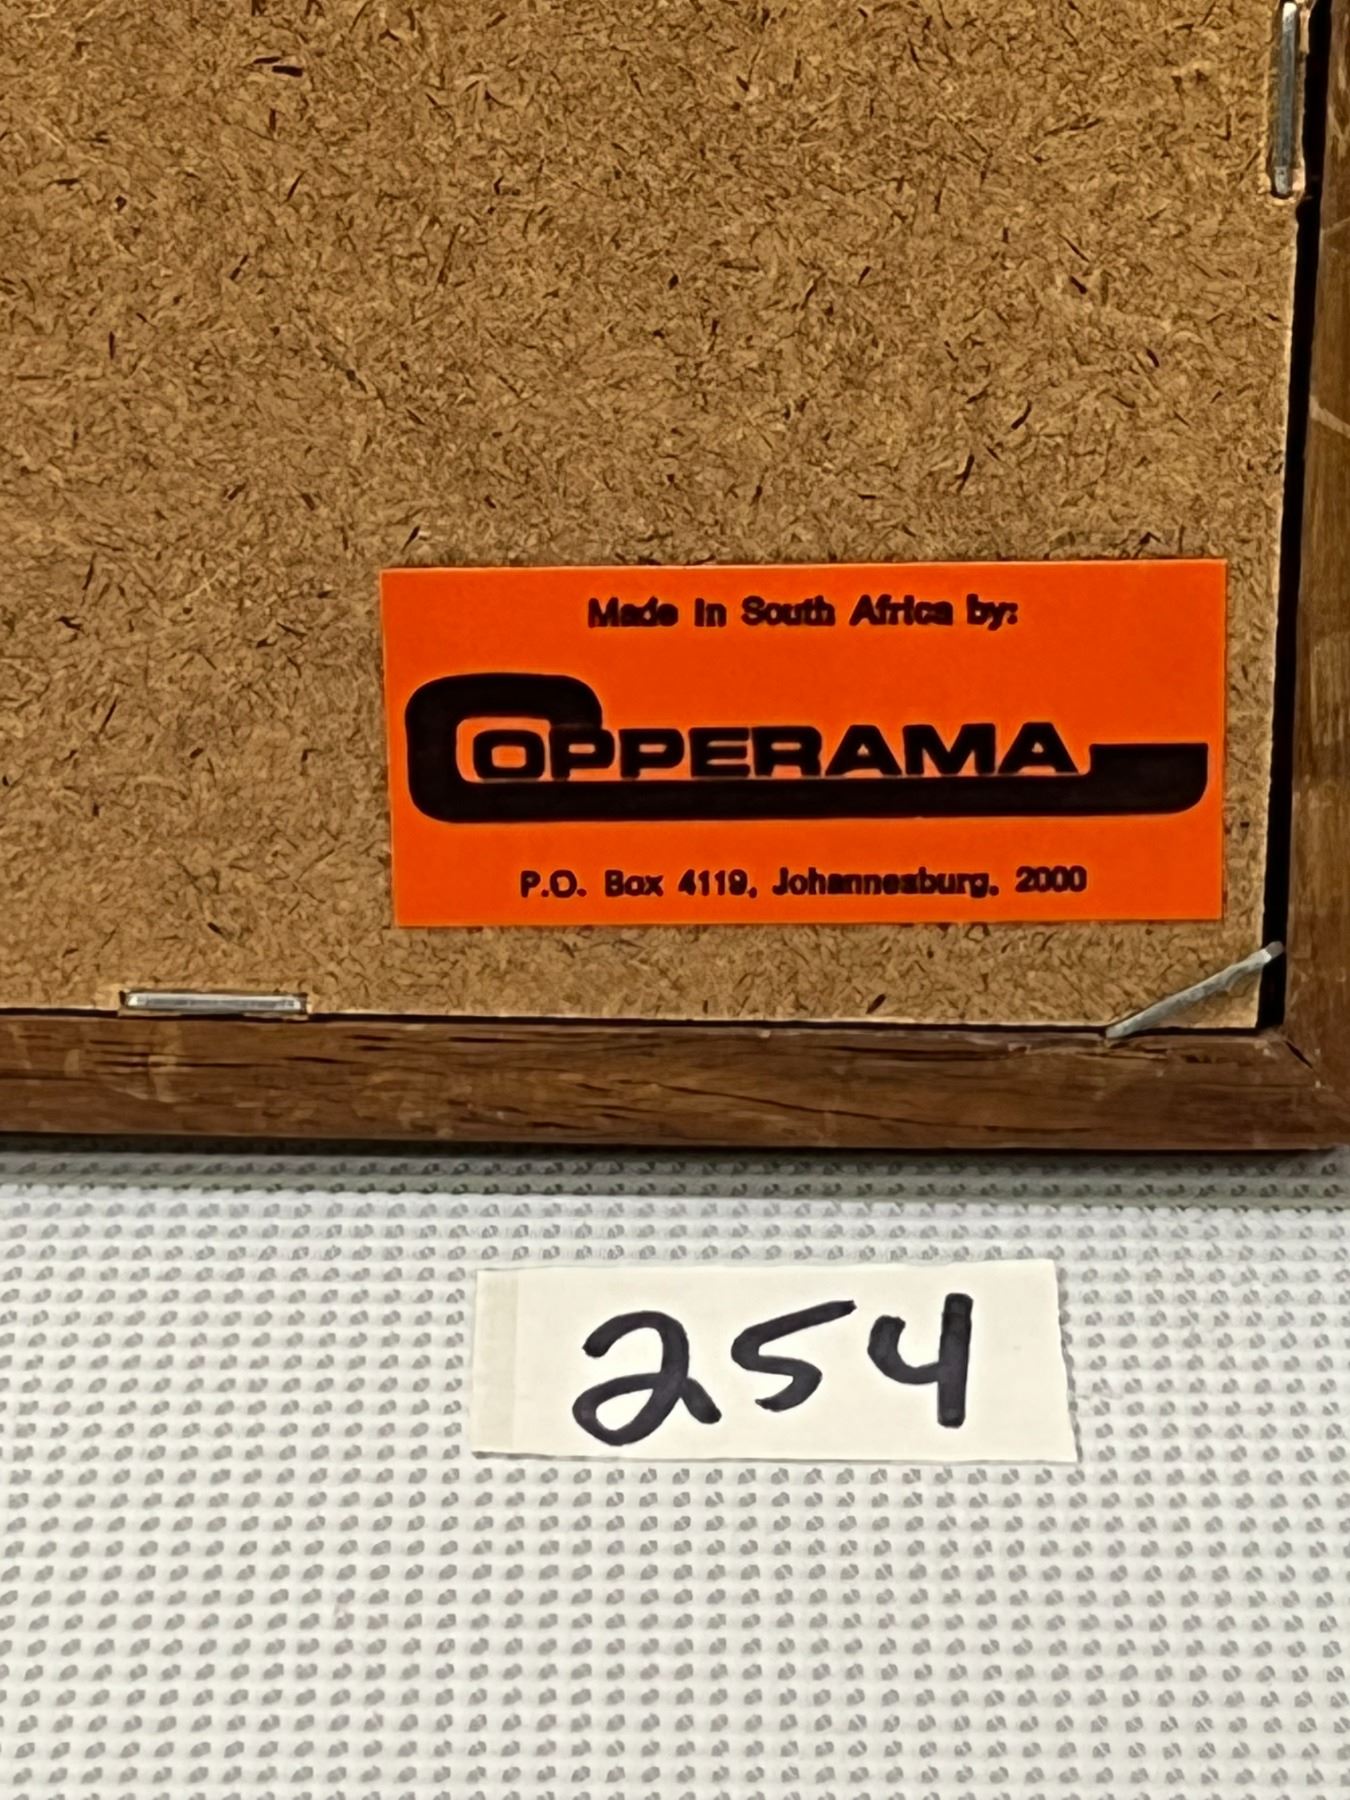 Made in South Africa by:
COPPERAMA
P.O. Box 4119, Johannesburg, 2000
254